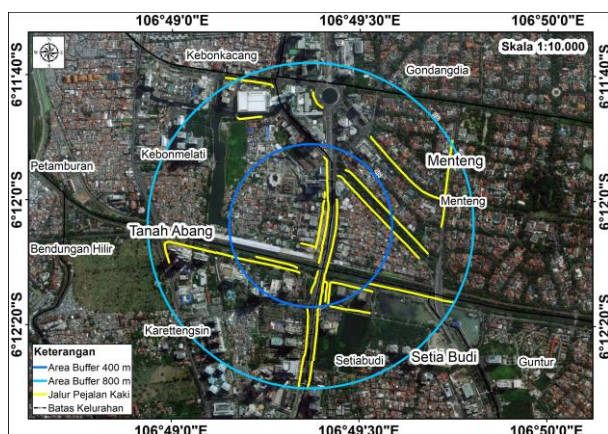 106°49'0"E 106°49'30"E 106°50'0"E
6°11'40"S 6°11'40"S
Skala 1:10.000
Kebonkacang
Gondangdia
Kebonmelati
Petamburan
Menteng
Menteng
6°12'0"S 6°12'0"S
Tanah Abang
Bendungan Hilir
6°12'20"S 6°12'20"S
Karettengsin
Setiabudi
Setia Budi
Guntur
Keterangan
Area Buffer 400 m
Area Buffer 800 m
Jalur Pejalan Kaki
Batas Kelurahan
106°49'0"E 106°49'30"E 106°50'0"E